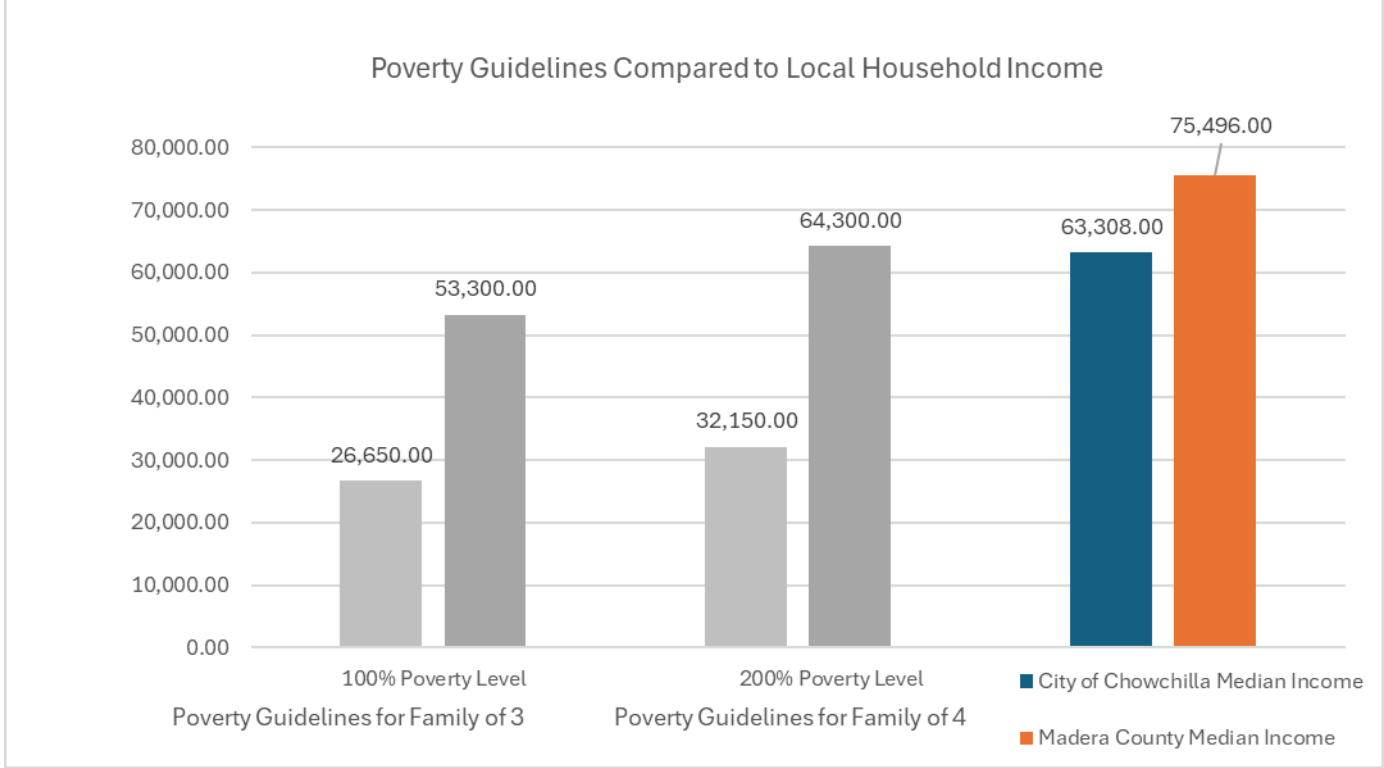 Poverty Guidelines Compared to Local Household Income
75,496.00
80,000.00
70,000.00
64,300.00
63,308.00
60,000.00
53,300.00
50,000.00
40,000.00
32,150.00
30,000.00
26,650.00
20,000.00
10,000.00
0.00
100% Poverty Level
200% Poverty Level
City of Chowchilla Median Income
Poverty Guidelines for Family of 3
Poverty Guidelines for Family of 4
Madera County Median Income